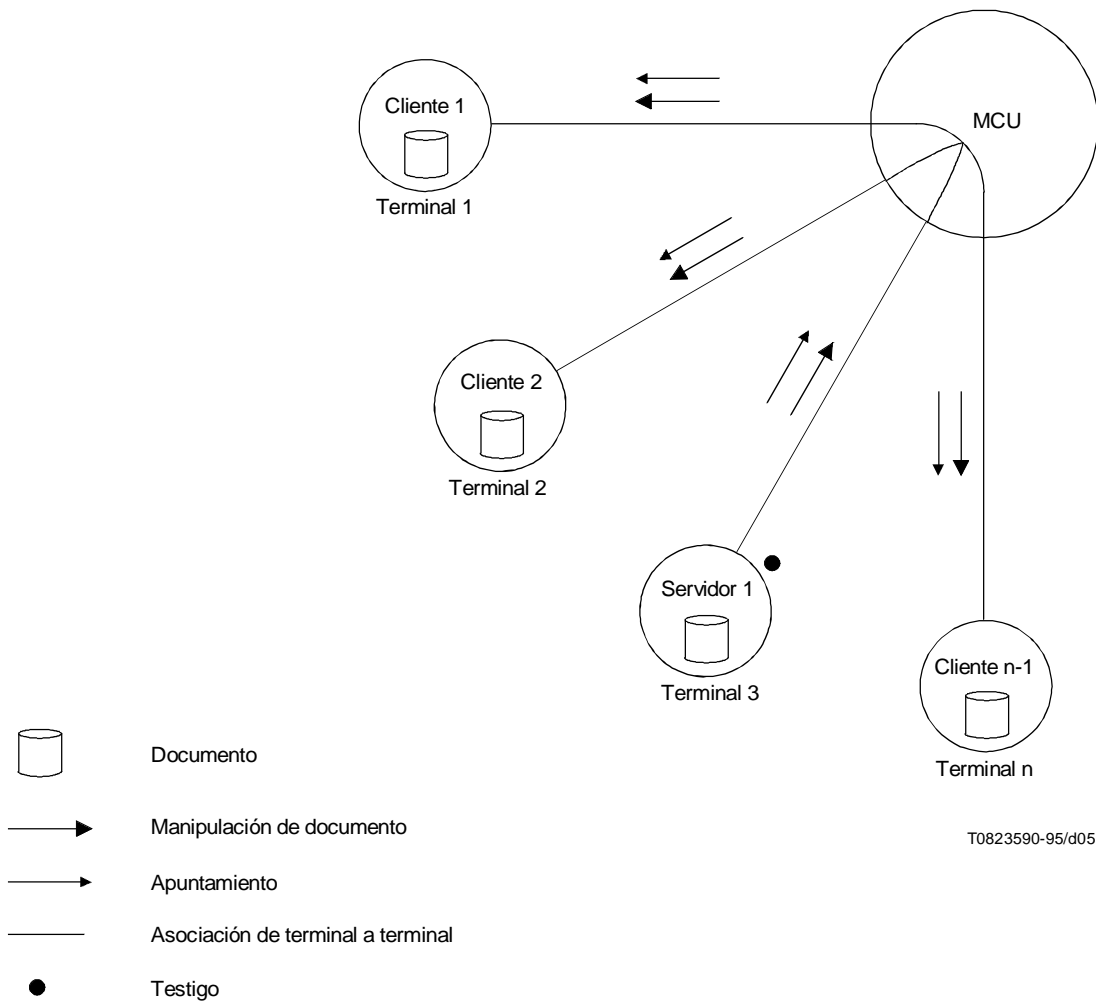 Cliente 1
MCU
Terminal 1
Cliente 2
Terminal 2
Servidor 1
Terminal 3
Cliente n-1
Terminal n
Documento
Manipulación de documento
T0823590-95/d05
Apuntamiento
Asociación de terminal a terminal
Testigo